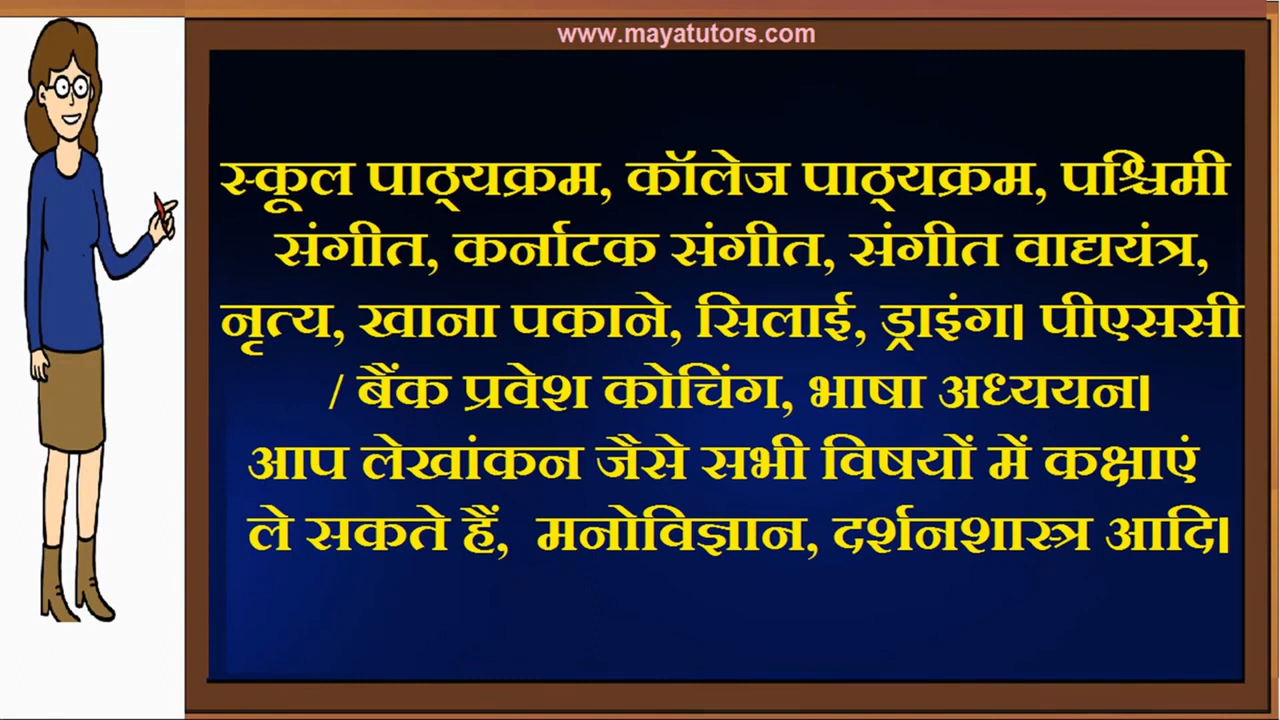 www.mayatutors.com
स्कूल पाठ्यक्रम, कॉलेज पाठ्यक्रम, पश्चिमी
संगीत, कर्नाटक संगीत, संगीत वाद्ययंत्र,
नृत्य, खाना पकाने, सिलाई, ड्राइंग। पीएससी
/ बैंक प्रवेश कोचिंग, भाषा अध्ययन।
आप लेखांकन जैसे सभी विषयों में कक्षाएं
ले सकते हैं, मनोविज्ञान, दर्शनशास्त्र आदि।